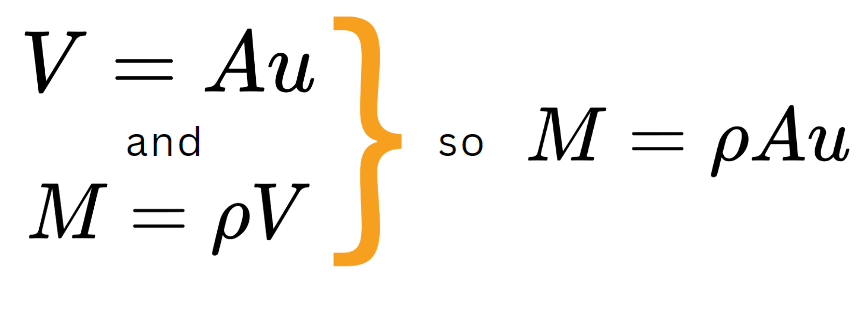 V = Au
and
M = ρV
so M = ρAu